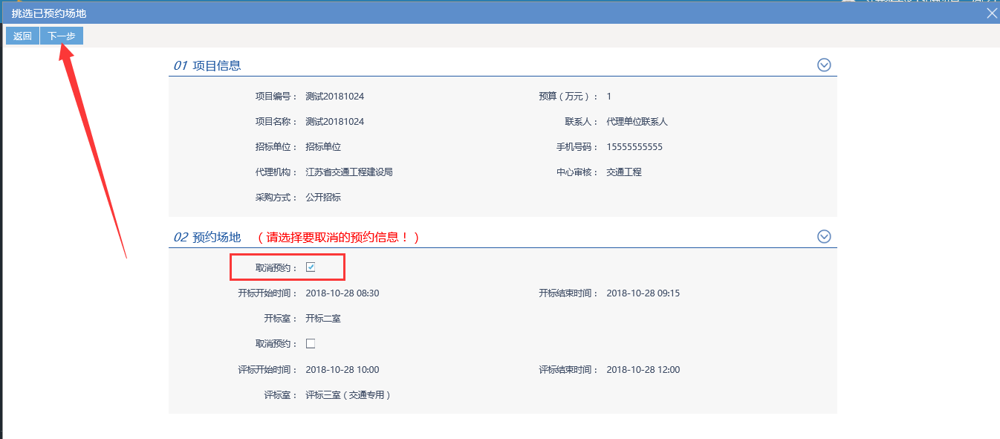 挑选已预约场地
返回 下一步
01 项目信息
项目编号： 测试20181024 预算（万元）： 1
项目名称： 测试20181024 联系人： 代理单位联系人
招标单位： 招标单位 手机号码： 15555555555
代理机构： 江苏省交通工程建设局 中心审核： 交通工程
采购方式： 公开招标
02 预约场地 （请选择要取消的预约信息！）
取消预约：
开标开始时间： 2018-10-28 08:30 开标结束时间： 2018-10-28 09:15
开标室： 开标二室
取消预约：
评标开始时间： 2018-10-28 10:00 评标结束时间： 2018-10-28 12:00
评标室： 评标三室（交通专用）